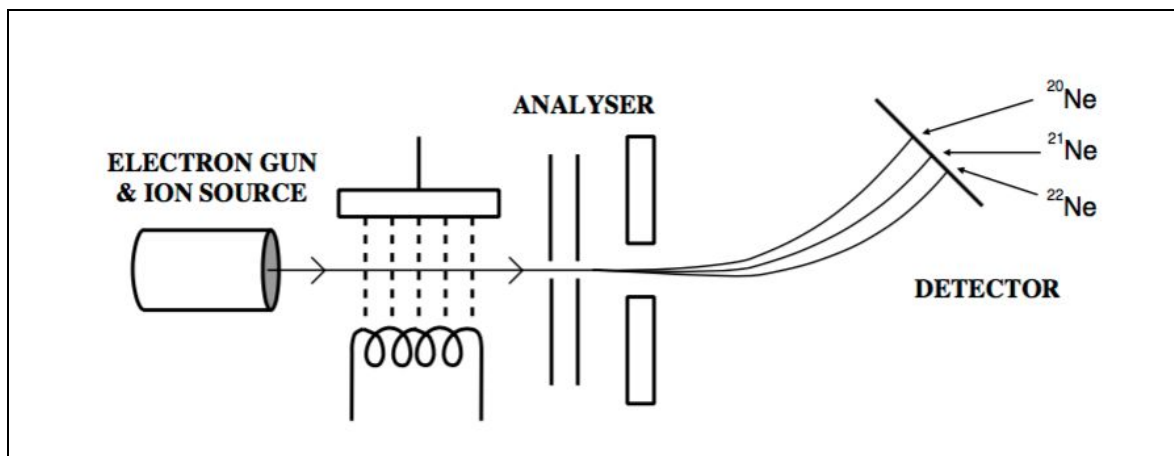 ANALYSER
ELECTRON GUN
& ION SOURCE
²⁰Ne
²¹Ne
²²Ne
DETECTOR